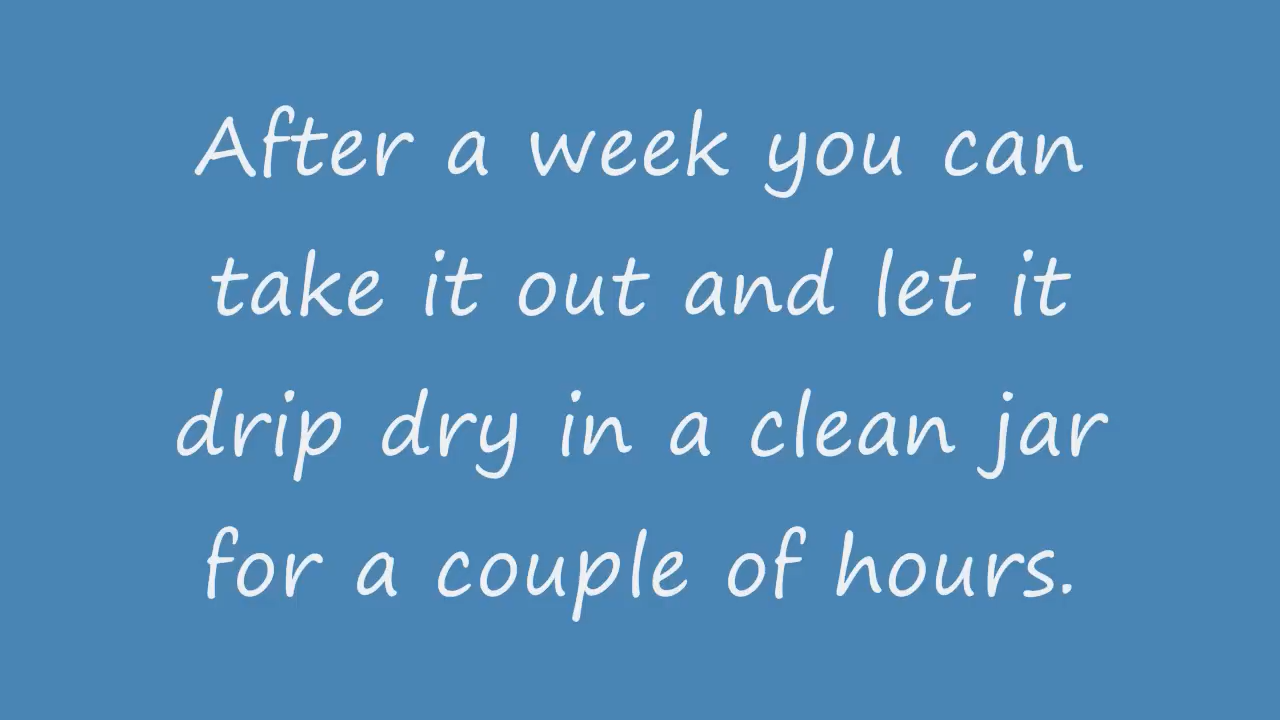 After a week you can
take it out and let it
drip dry in a clean jar
for a couple of hours.